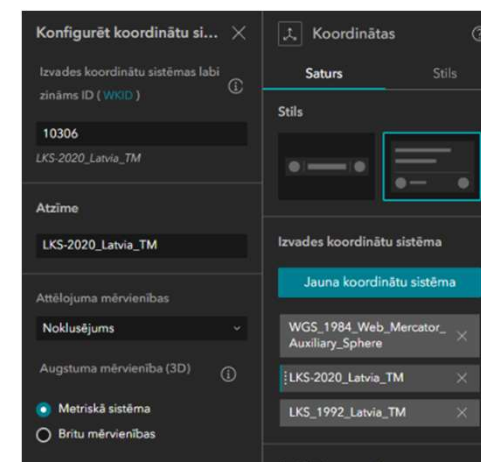 Konfigurēt koordinātu si...
Izvades koordinātu sistēmas labi
zināms ID ( WKID )
10306
LKS-2020_Latvia_TM
Atzīme
LKS-2020_Latvia_TM
Attēlojuma mērvienības
Noklusējums
Augstuma mērvienība (3D)
Metriskā sistēma
Britu mērvienības
Koordinātas
Saturs
Stils
Stils
Izvades koordinātu sistēma
Jauna koordinātu sistēma
WGS_1984_Web_Mercator_
Auxiliary_Sphere
LKS-2020_Latvia_TM
LKS_1992_Latvia_TM